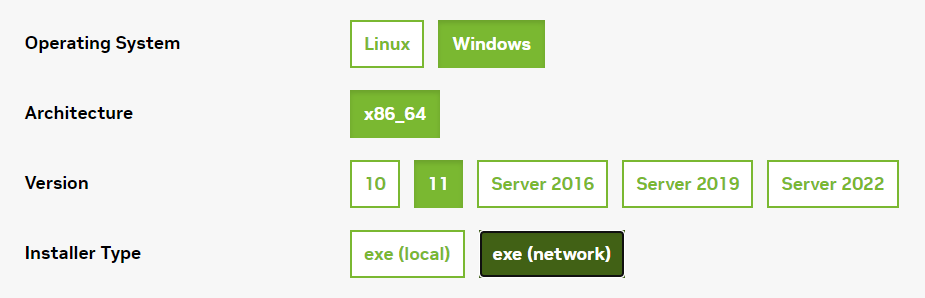 Operating System Linux Windows
Architecture x86_64
Version 10 11 Server 2016 Server 2019 Server 2022
Installer Type exe (local) exe (network)